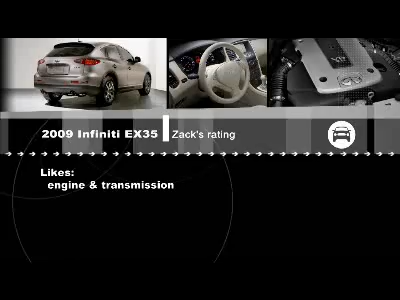 2009 Infiniti EX35 Zack's rating
Likes:
engine & transmission